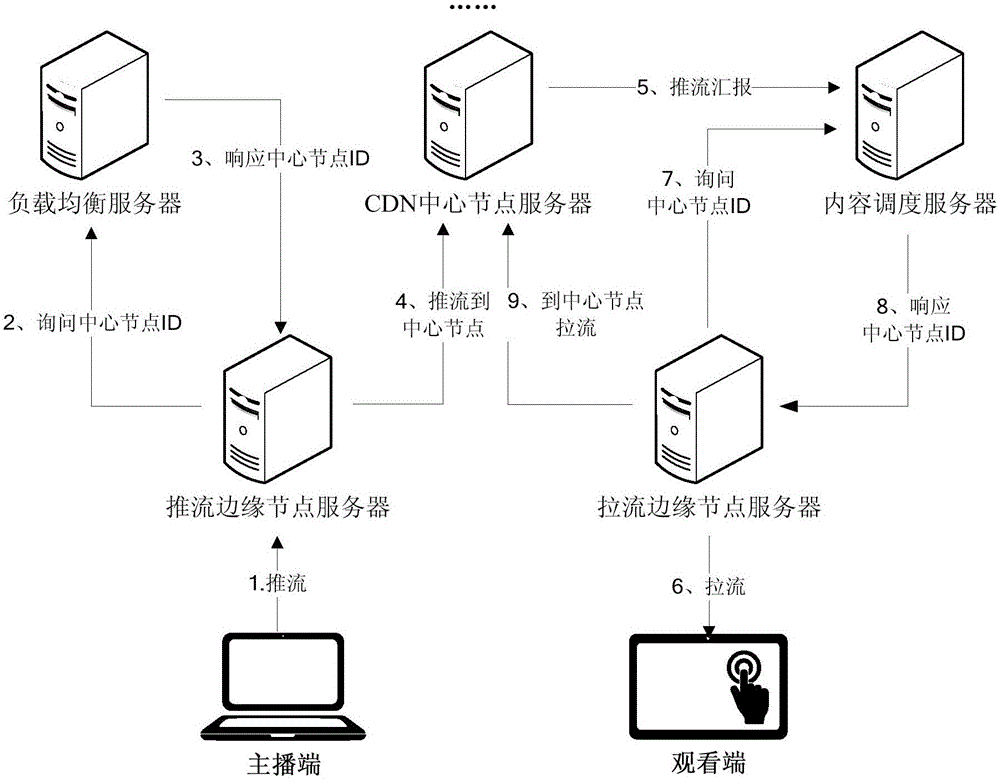 ……
5、推流汇报
3、响应中心节点ID
7、询问
中心节点ID
负载均衡服务器
CDN中心节点服务器
内容调度服务器
2、询问中心节点ID
4、推流到
中心节点
9、到中心节点
拉流
8、响应
中心节点ID
推流边缘节点服务器
拉流边缘节点服务器
1.推流
6、拉流
主播端
观看端